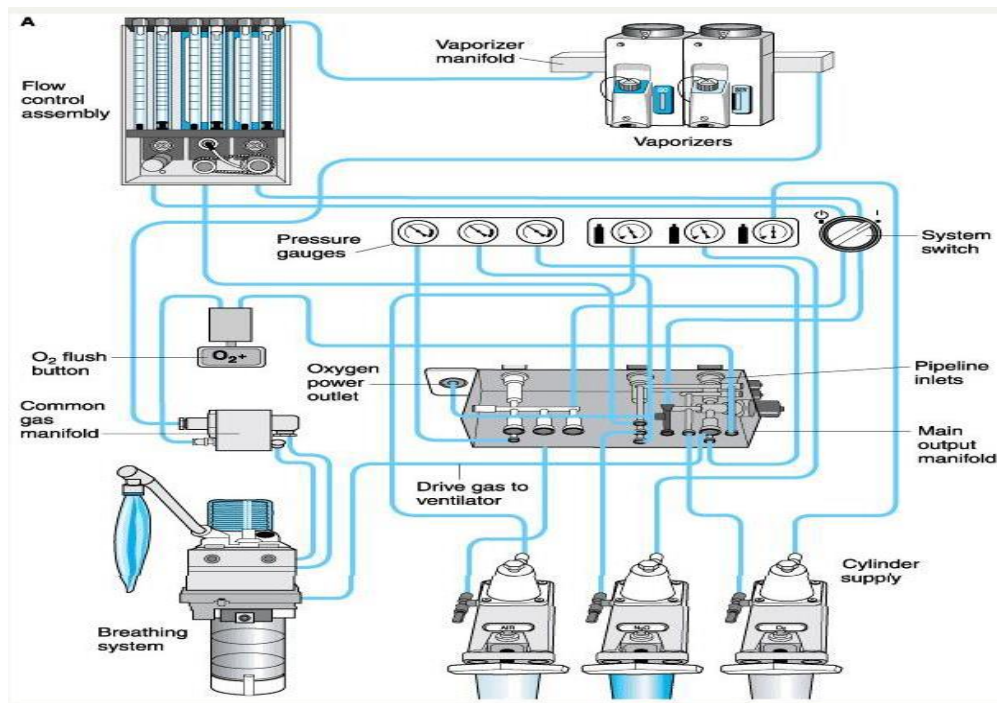 A
Flow
control
assembly
Vaporizer
manifold
Vaporizers
Pressure
gauges
System
switch
O₂+
O₂ flush
button
Oxygen
power
outlet
Pipeline
inlets
Common
gas
manifold
Main
output
manifold
Drive gas to
ventilator
Cylinder
supply
Breathing
system
AIR
N₂O
O₂